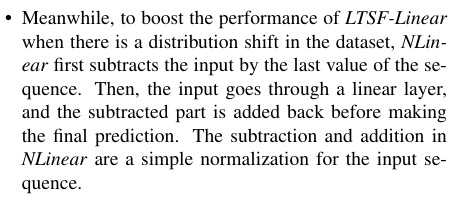 • Meanwhile, to boost the performance of LTSF-Linear
when there is a distribution shift in the dataset, NLin-
ear first subtracts the input by the last value of the se-
quence. Then, the input goes through a linear layer,
and the subtracted part is added back before making
the final prediction. The subtraction and addition in
NLinear are a simple normalization for the input se-
quence.